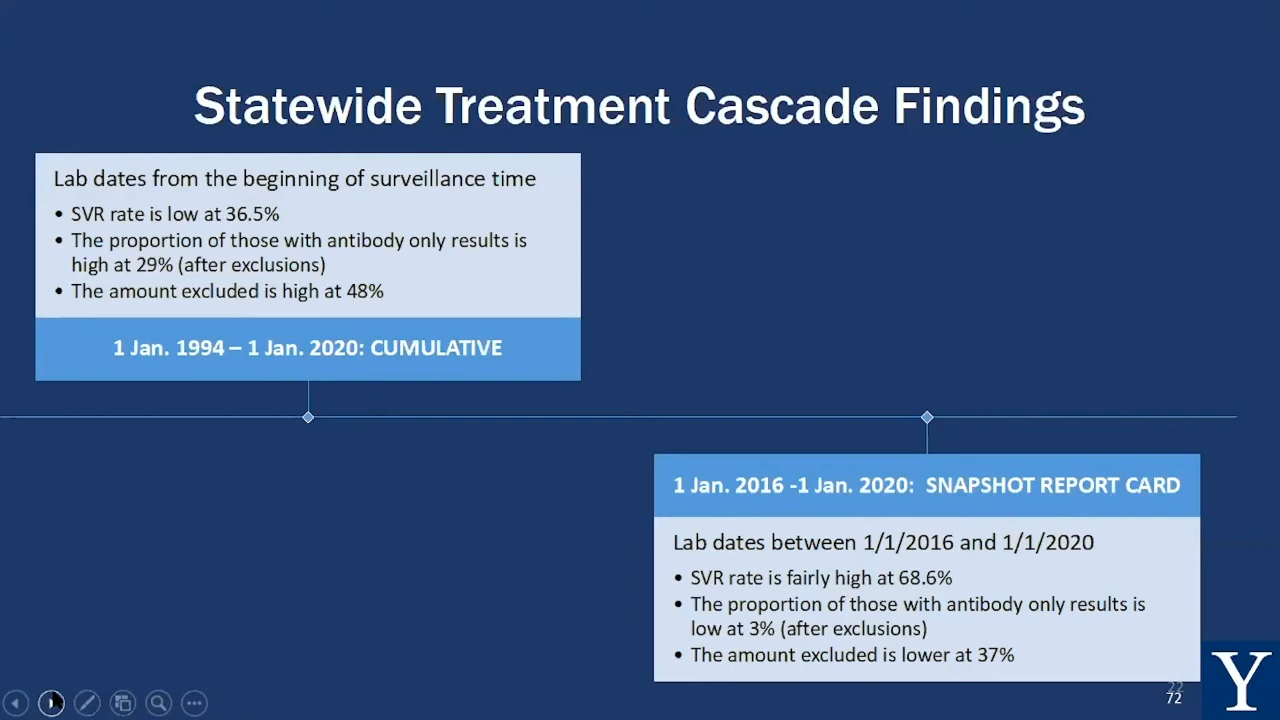 Statewide Treatment Cascade Findings
Lab dates from the beginning of surveillance time
• SVR rate is low at 36.5%
• The proportion of those with antibody only results is
high at 29% (after exclusions)
• The amount excluded is high at 48%
1 Jan. 1994 – 1 Jan. 2020: CUMULATIVE
1 Jan. 2016 -1 Jan. 2020:  SNAPSHOT REPORT CARD
Lab dates between 1/1/2016 and 1/1/2020
• SVR rate is fairly high at 68.6%
• The proportion of those with antibody only results is
low at 3% (after exclusions)
• The amount excluded is lower at 37%
22
72
Y